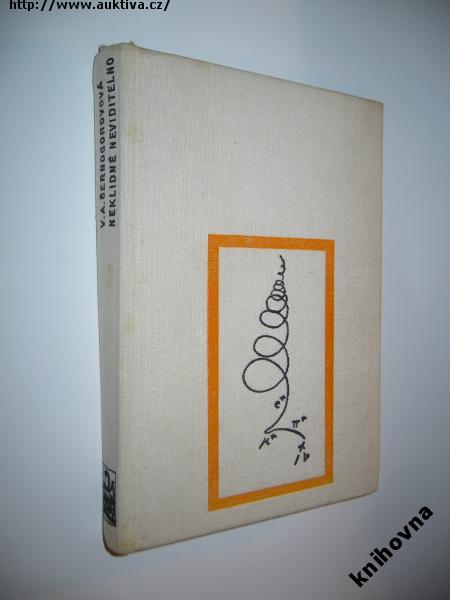 http://www.auktiva.cz/
V. A. ČERNOGOROVOVÁ
NEKLIDNÉ NEVIDITELNO
e+
μ+
π+
knihovna